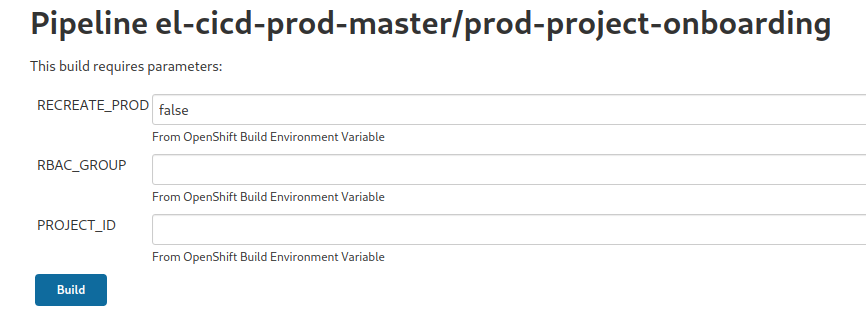 Pipeline el-cicd-prod-master/prod-project-onboarding
This build requires parameters:
RECREATE_PROD false
From OpenShift Build Environment Variable
RBAC_GROUP
From OpenShift Build Environment Variable
PROJECT_ID
From OpenShift Build Environment Variable
Build